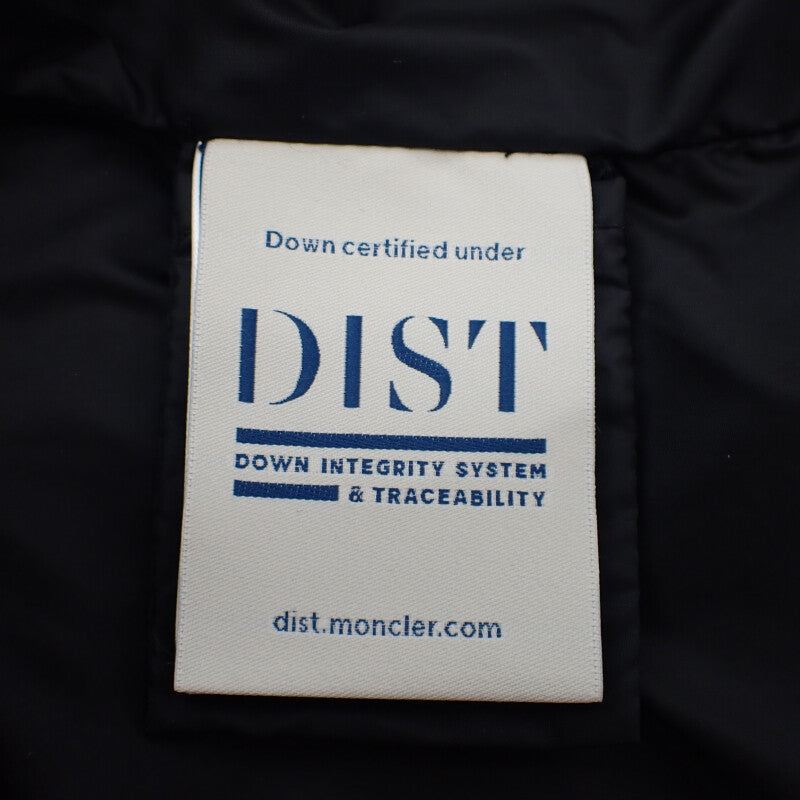 Down certified under
DIST
DOWN INTEGRITY SYSTEM
& TRACEABILITY
dist.moncler.com